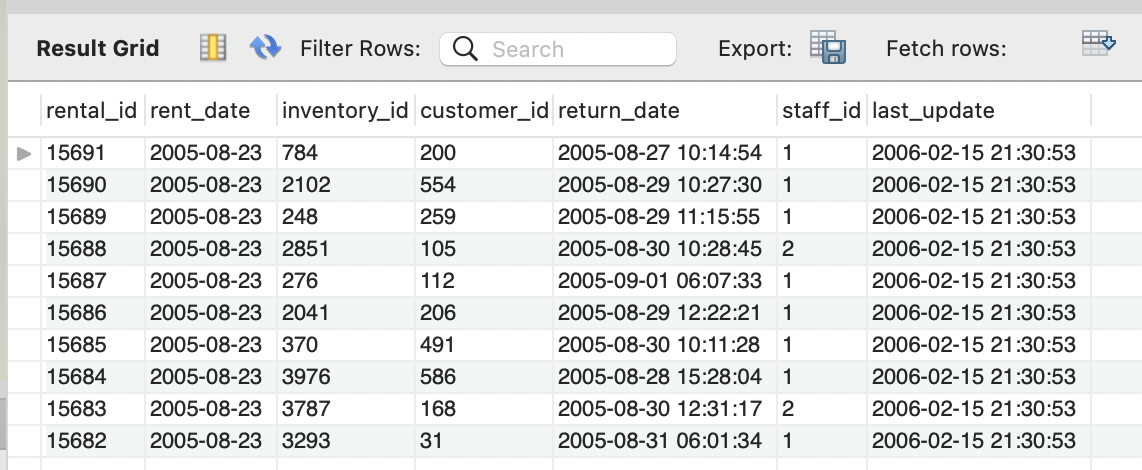 Result Grid Filter Rows: Search Export: Fetch rows:
rental_id rent_date inventory_id customer_id return_date staff_id last_update
15691 2005-08-23 784 200 2005-08-27 10:14:54 1 2006-02-15 21:30:53
15690 2005-08-23 2102 554 2005-08-29 10:27:30 1 2006-02-15 21:30:53
15689 2005-08-23 248 259 2005-08-29 11:15:55 1 2006-02-15 21:30:53
15688 2005-08-23 2851 105 2005-08-30 10:28:45 2 2006-02-15 21:30:53
15687 2005-08-23 276 112 2005-09-01 06:07:33 1 2006-02-15 21:30:53
15686 2005-08-23 2041 206 2005-08-29 12:22:21 1 2006-02-15 21:30:53
15685 2005-08-23 370 491 2005-08-30 10:11:28 1 2006-02-15 21:30:53
15684 2005-08-23 3976 586 2005-08-28 15:28:04 1 2006-02-15 21:30:53
15683 2005-08-23 3787 168 2005-08-30 12:31:17 2 2006-02-15 21:30:53
15682 2005-08-23 3293 31 2005-08-31 06:01:34 1 2006-02-15 21:30:53